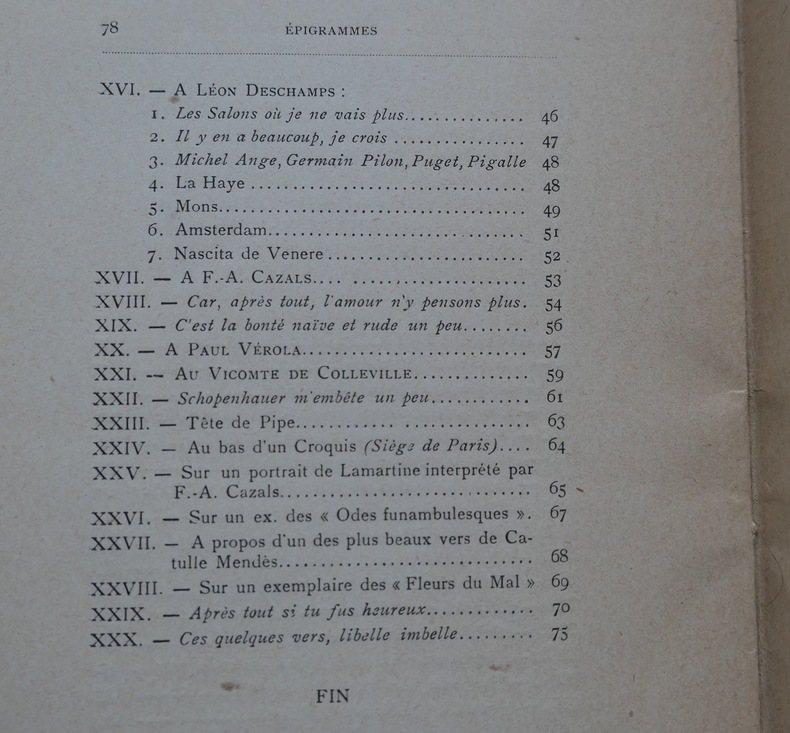 78 ÉPIGRAMMES
XVI. — A LÉON DESCHAMPS :
1. Les Salons où je ne vais plus............... 46
2. Il y en a beaucoup, je crois ................ 47
3. Michel Ange, Germain Pilon, Puget, Pigalle 48
4. La Haye ................................. 48
5. Mons..................................... 49
6. Amsterdam............................... 51
7. Nascita de Venere ........................ 52
XVII. — A F.-A. CAZALS.... ..................... 53
XVIII. — Car, après tout, l'amour n'y pensons plus. 54
XIX. — C'est la bonté naïve et rude un peu........ 56
XX. — A PAUL VÉROLA........................... 57
XXI. — AU VICOMTE DE COLLEVILLE.............. 59
XXII. — Schopenhauer m'embête un peu............ 61
XXIII. — Tête de Pipe............ ............... 63
XXIV. — Au bas d'un Croquis (Siège de Paris).... 64
XXV. — Sur un portrait de Lamartine interprété par
F.-A. Cazals.............................. 65
XXVI. — Sur un ex. des « Odes funambulesques ». 67
XXVII. — A propos d'un des plus beaux vers de Ca-
tulle Mendès............................. 68
XXVIII. — Sur un exemplaire des « Fleurs du Mal » 69
XXIX. — Après tout si tu fus heureux............. 70
XXX. — Ces quelques vers, libelle imbelle......... 75
FIN